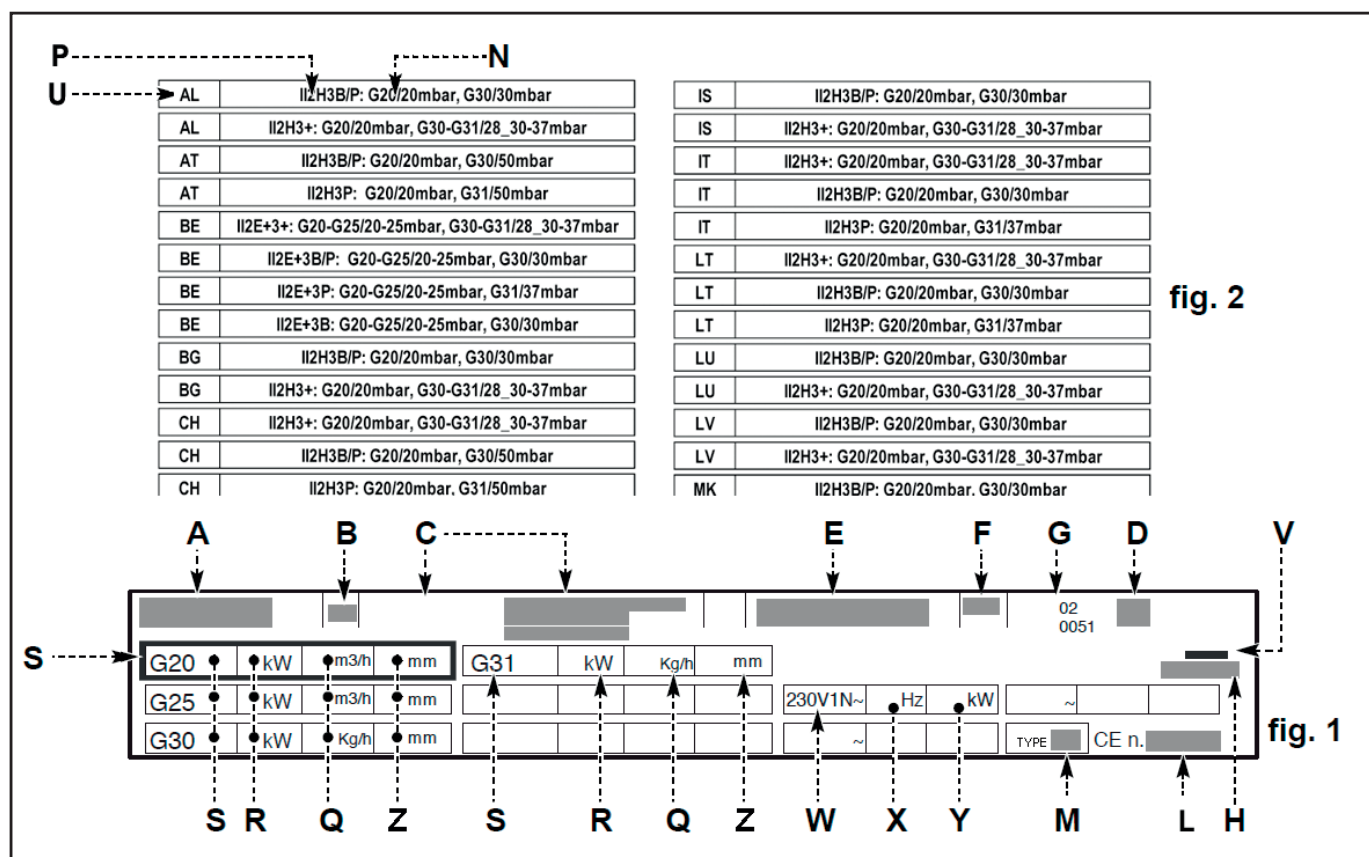 P N
U
AL II2H3B/P: G20/20mbar, G30/30mbar
AL II2H3+: G20/20mbar, G30-G31/28_30-37mbar
AT II2H3B/P: G20/20mbar, G30/50mbar
AT II2H3P: G20/20mbar, G31/50mbar
BE II2E+3+: G20-G25/20-25mbar, G30-G31/28_30-37mbar
BE II2E+3B/P: G20-G25/20-25mbar, G30/30mbar
BE II2E+3P: G20-G25/20-25mbar, G31/37mbar
BE II2E+3B: G20-G25/20-25mbar, G30/30mbar
BG II2H3B/P: G20/20mbar, G30/30mbar
BG II2H3+: G20/20mbar, G30-G31/28_30-37mbar
CH II2H3+: G20/20mbar, G30-G31/28_30-37mbar
CH II2H3B/P: G20/20mbar, G30/50mbar
CH II2H3P: G20/20mbar, G31/50mbar
IS II2H3B/P: G20/20mbar, G30/30mbar
IS II2H3+: G20/20mbar, G30-G31/28_30-37mbar
IT II2H3+: G20/20mbar, G30-G31/28_30-37mbar
IT II2H3B/P: G20/20mbar, G30/30mbar
IT II2H3P: G20/20mbar, G31/37mbar
LT II2H3+: G20/20mbar, G30-G31/28_30-37mbar
LT II2H3B/P: G20/20mbar, G30/30mbar
LT II2H3P: G20/20mbar, G31/37mbar
LU II2H3B/P: G20/20mbar, G30/30mbar
LU II2H3+: G20/20mbar, G30-G31/28_30-37mbar
LV II2H3B/P: G20/20mbar, G30/30mbar
LV II2H3+: G20/20mbar, G30-G31/28_30-37mbar
MK II2H3B/P: G20/20mbar, G30/30mbar
fig. 2
A B C E F G D V
02
0051
S
G20 kW m3/h mm G31 kW Kg/h mm
G25 kW m3/h mm 230V1N~ Hz kW ~
G30 kW Kg/h mm ~ TYPE CE n.
fig. 1
S R Q Z S R Q Z W X Y M L H